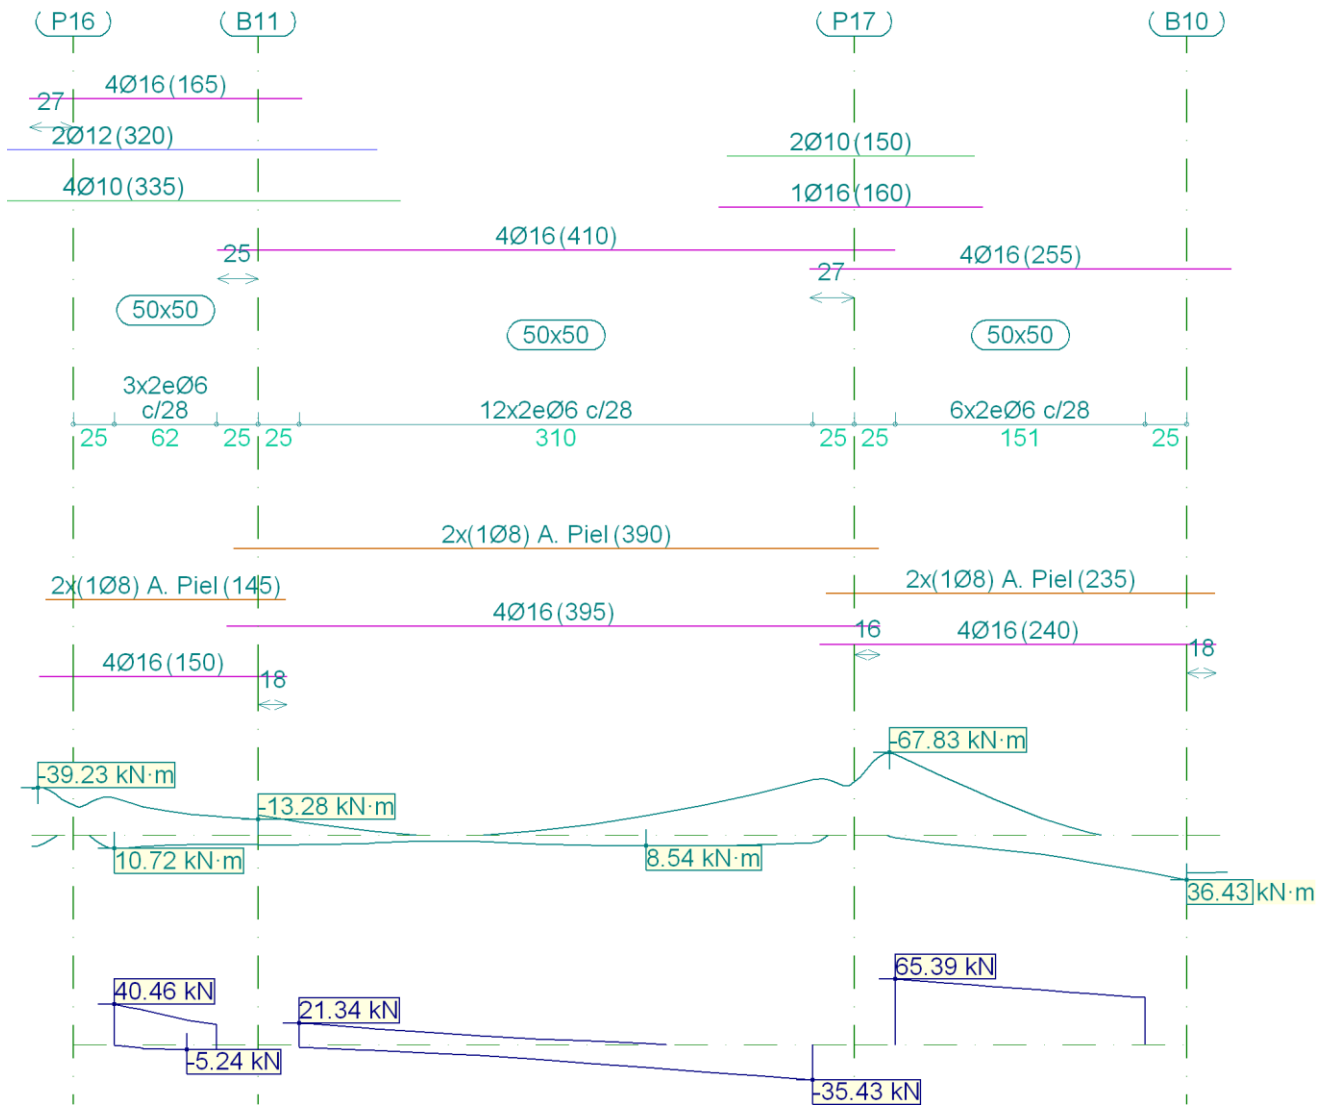 P16 B11 P17 B10
4Ø16(165)
27
2Ø12(320)
2Ø10(150)
4Ø10(335)
1Ø16(160)
4Ø16(410)
25
4Ø16(255)
27
50x50
50x50
50x50
3x2eØ6
c/28
12x2eØ6 c/28
6x2eØ6 c/28
25 62 25 25 310 25 25 151 25
2x(1Ø8) A. Piel(390)
2x(1Ø8) A. Piel(145)
2x(1Ø8) A. Piel(235)
4Ø16(395)
16
4Ø16(240)
18
4Ø16(150)
18
-67.83 kN·m
-39.23 kN·m
-13.28 kN·m
10.72 kN·m
8.54 kN·m
36.43 kN·m
65.39 kN
40.46 kN
21.34 kN
-5.24 kN
-35.43 kN